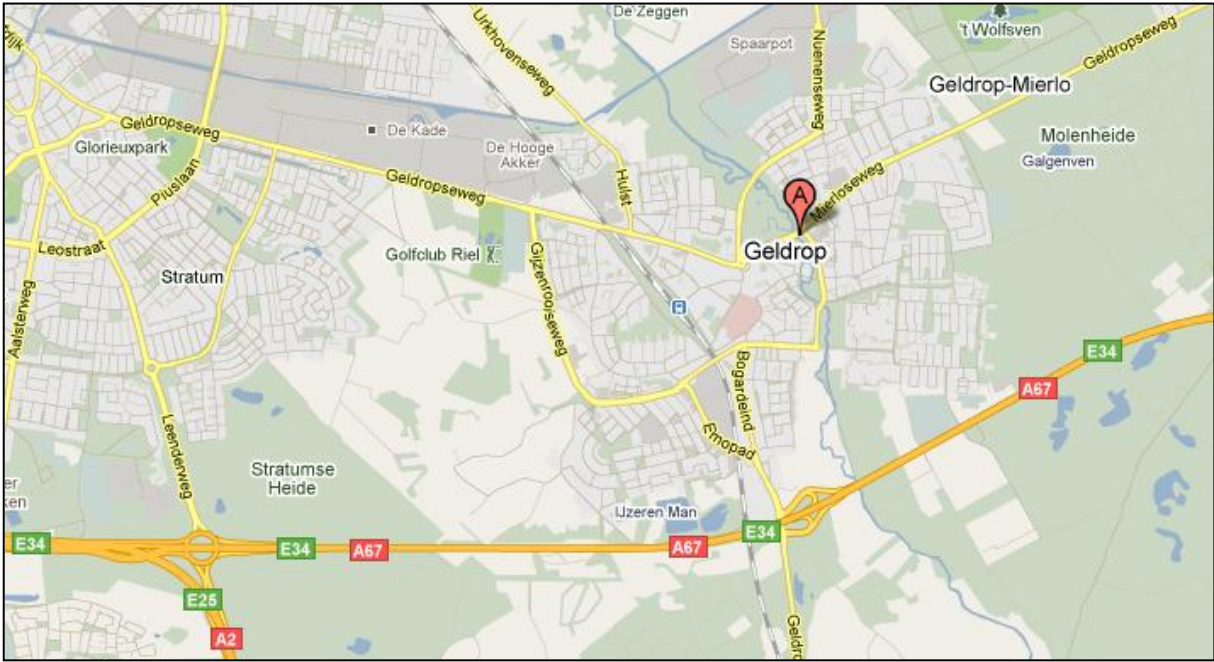 De Zeggen
't Wolfsven
Urkhovenseweg
Spaarpot
Nuenenseweg
Geldropseweg
Geldrop-Mierlo
Geldropseweg
De Kade
Molenheide
Glorieuxpark
De Hooge
Akker
Galgenven
Piuslaan
Geldropseweg
Hulst
Mierloseweg
A
Leostraat
Golfclub Riel
Geldrop
Stratum
Aalsterweg
Gijzenrooiseweg
E34
Bogardeind
A67
Leenderweg
Emopad
Stratumse
Heide
IJzeren Man
E34
E34
A67
A67
E34
E25
A2